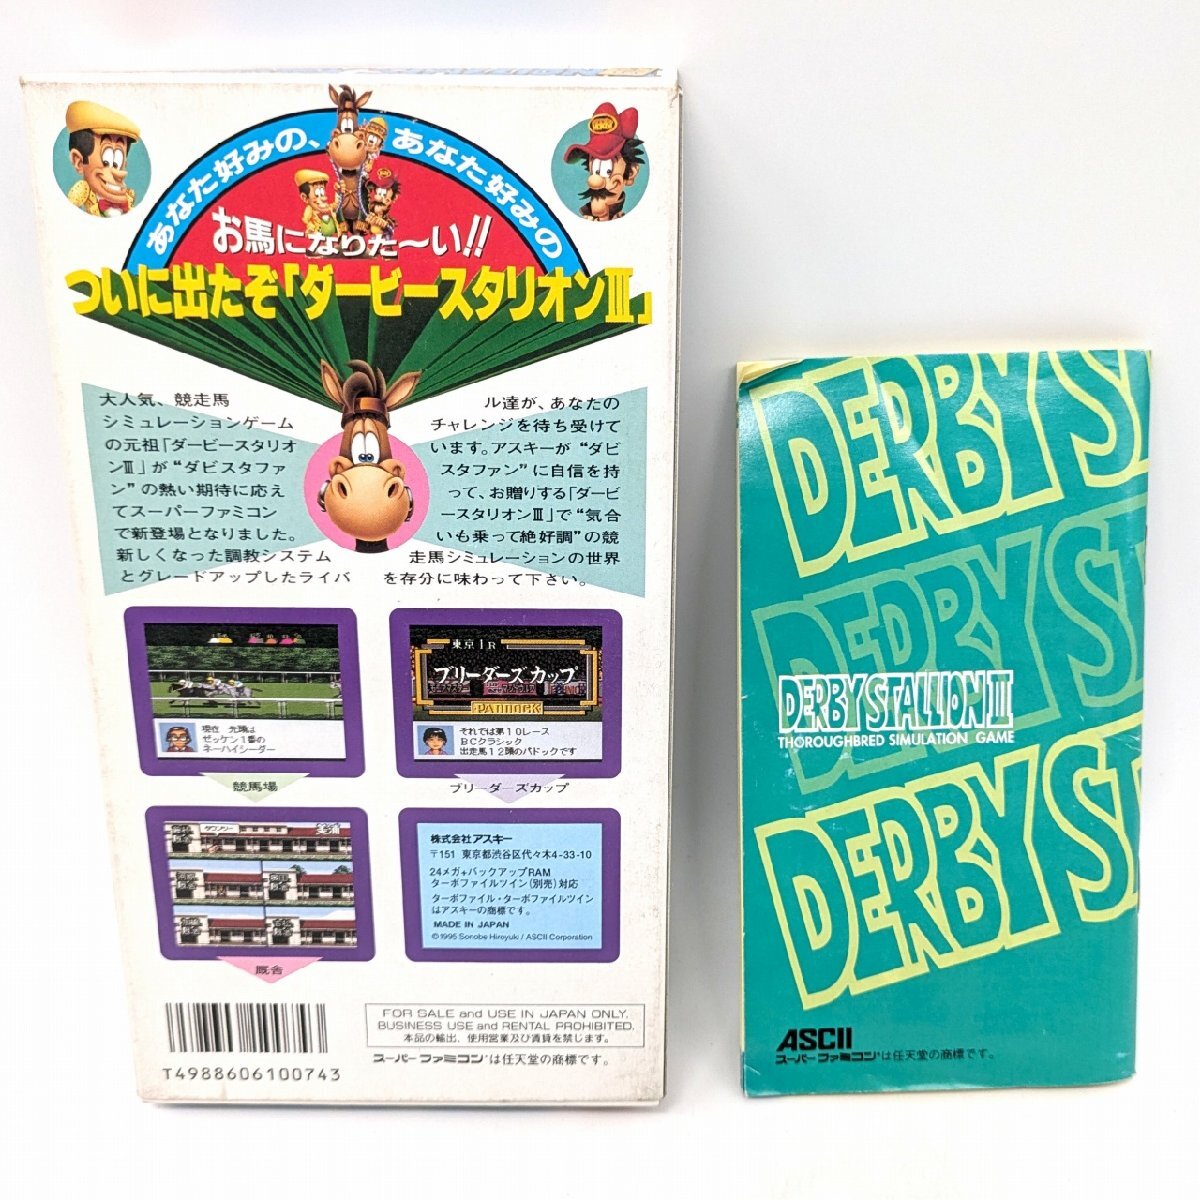 あなた好みの、あなた好みの
お馬になりた〜い!!
ついに出たぞ「ダービースタリオンIII」
大人気、競走馬
シミュレーションゲーム
の元祖「ダービースタリオ
ンIII」が“ダビスタファ
ン”の熱い期待に応え
てスーパーファミコン
で新登場となりました。
新しくなった調教システム
とグレードアップしたライバ
ル達が、あなたの
チャレンジを待ち受けて
います。アスキーが“ダビ
スタファン”に自信を持
って、お贈りする「ダービ
ースタリオンIII」で“気合
いも乗って絶好調”の競
走馬シミュレーションの世界
を存分に味わって下さい。
現在 先頭は
ゼッケン1番の
ネーハイシーダー
競馬場
東京 1R
ブリーダーズカップ
PADDOCK
それでは第10レース
BCクラシック
出走馬12頭のパドックです
ブリーダーズカップ
厩舎
株式会社アスキー
〒151 東京都渋谷区代々木4-33-10
24メガ+バックアップRAM
ターボファイルツイン(別売)対応
ターボファイル・ターボファイルツイン
はアスキーの商標です。
MADE IN JAPAN
©1995 Sonobe Hiroyuki / ASCII Corporation
T4988606100743
FOR SALE and USE IN JAPAN ONLY.
BUSINESS USE and RENTAL PROHIBITED.
本品の輸出、使用営業及び賃貸を禁じます。
スーパーファミコンは任天堂の商標です。
DERBY S
DERBY S
DERBY STALLION III
THOROUGHBRED SIMULATION GAME
DERBY S
ASCII
スーパーファミコンは任天堂の商標です。